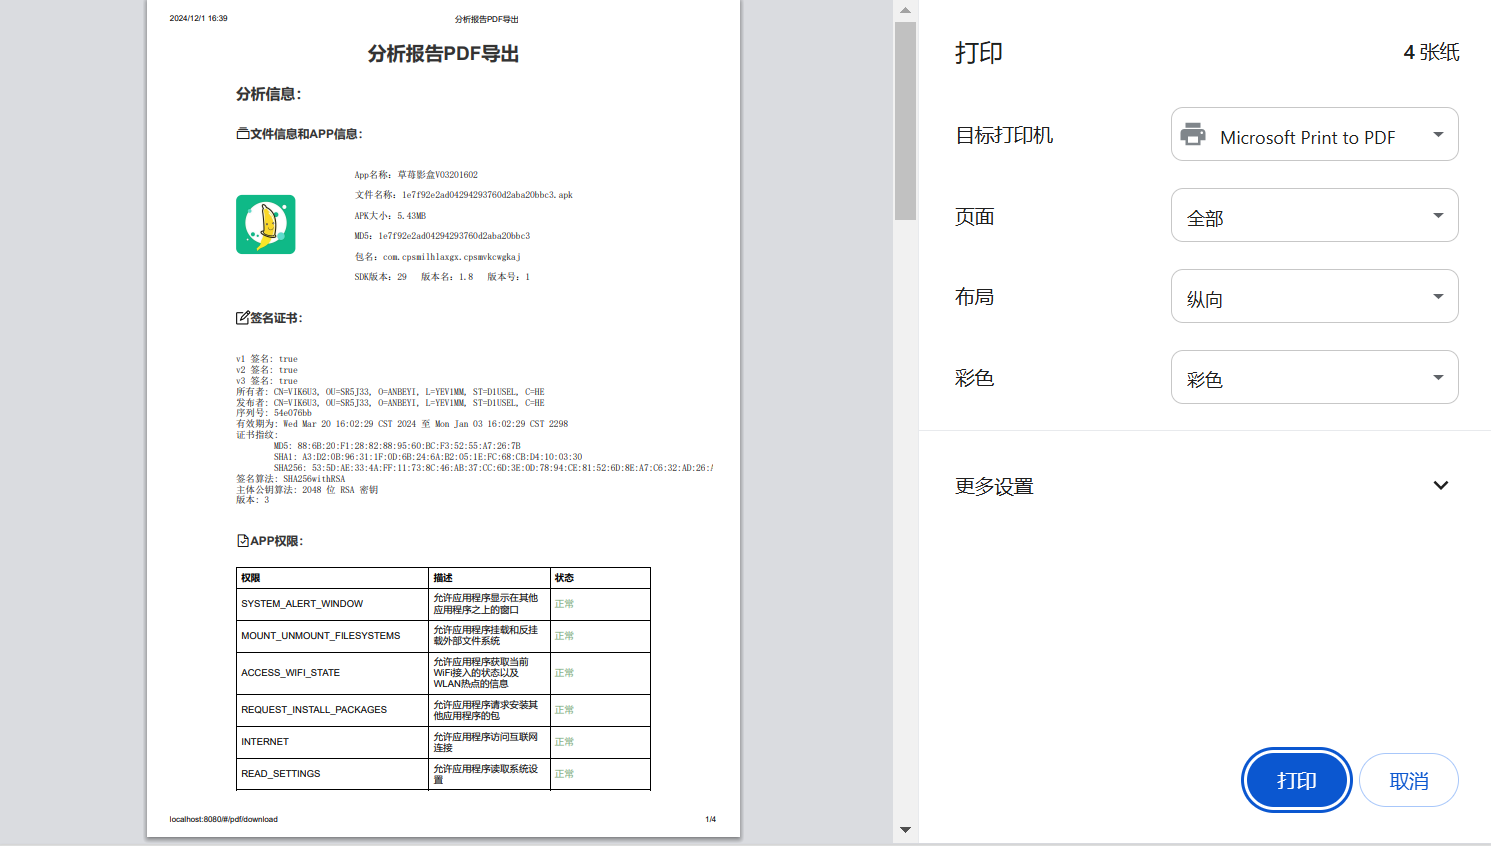 2024/12/1 16:39
分析报告PDF导出
分析报告PDF导出
分析信息：
文件信息和APP信息：
App名称：草莓影盒V03201602
文件名称：1e7f92e2ad04294293760d2aba20bbc3.apk
APK大小：5.43MB
MD5：1e7f92e2ad04294293760d2aba20bbc3
包名：com.cpsmilhlaxgx.cpsmvkcwgkaj
SDK版本：29 版本名：1.8 版本号：1
签名证书：
v1 签名: true
v2 签名: true
v3 签名: true
所有者: CN=VIK6U3, OU=SR5J33, O=ANBEYI, L=YEV1MM, ST=D1USEL, C=HE
发布者: CN=VIK6U3, OU=SR5J33, O=ANBEYI, L=YEV1MM, ST=D1USEL, C=HE
序列号: 54e076bb
有效期为: Wed Mar 20 16:02:29 CST 2024 至 Mon Jan 03 16:02:29 CST 2298
证书指纹:
MD5: 88:6B:20:F1:28:82:88:95:60:BC:F3:52:55:A7:26:7B
SHA1: A3:D2:0B:96:31:1F:0D:6B:24:6A:B2:05:1E:FC:68:CB:D4:10:03:30
SHA256: 53:5D:AE:33:4A:FF:11:73:8C:46:AB:37:CC:6D:3E:0D:78:94:CE:81:52:6D:8E:A7:C6:32:AD:26:
签名算法: SHA256withRSA
主体公钥算法: 2048 位 RSA 密钥
版本: 3
APP权限：
权限 描述 状态
SYSTEM_ALERT_WINDOW 允许应用程序显示在其他 正常
应用程序之上的窗口
MOUNT_UNMOUNT_FILESYSTEMS 允许应用程序挂载和反挂 正常
载外部文件系统
ACCESS_WIFI_STATE 允许应用程序获取当前 正常
WiFi接入的状态以及
WLAN热点的信息
REQUEST_INSTALL_PACKAGES 允许应用程序请求安装其 正常
他应用程序的包
INTERNET 允许应用程序访问互联网 正常
连接
READ_SETTINGS 允许应用程序读取系统设 正常
置
localhost:8080/#/pdf/download
1/4
打印
4 张纸
目标打印机
Microsoft Print to PDF
页面
全部
布局
纵向
彩色
彩色
更多设置
打印
取消